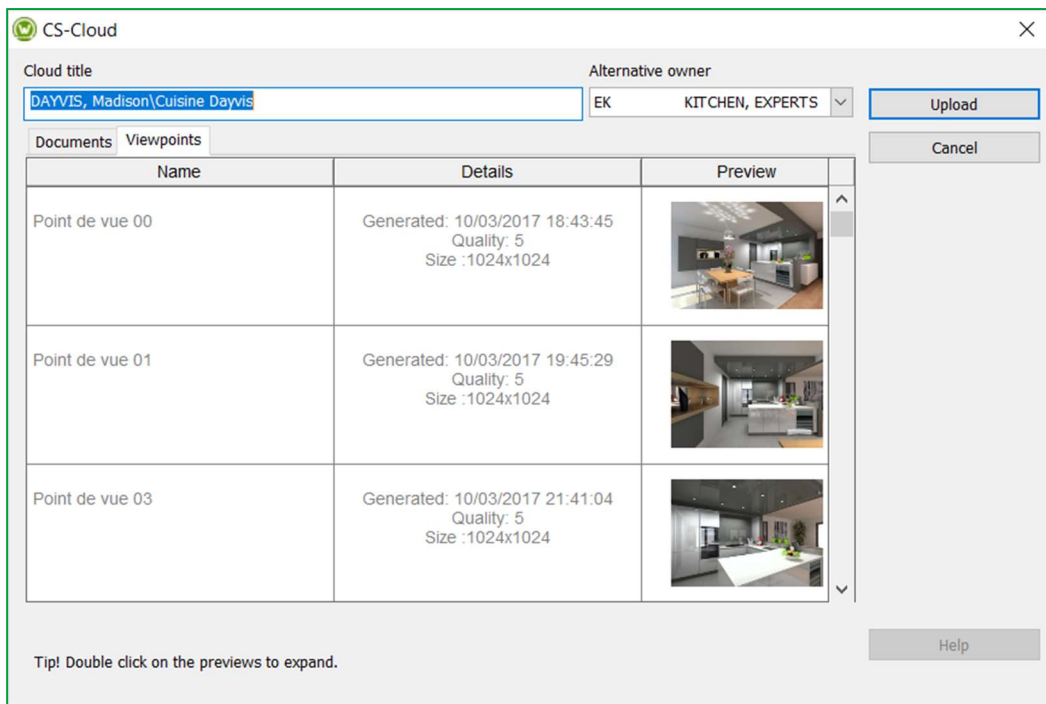 CS-Cloud
Cloud title
Alternative owner
DAYVIS, Madison\Cuisine Dayvis
EK KITCHEN, EXPERTS
Upload
Cancel
Documents Viewpoints
Name Details Preview
Point de vue 00
Generated: 10/03/2017 18:43:45
Quality: 5
Size :1024x1024
Point de vue 01
Generated: 10/03/2017 19:45:29
Quality: 5
Size :1024x1024
Point de vue 03
Generated: 10/03/2017 21:41:04
Quality: 5
Size :1024x1024
Help
Tip! Double click on the previews to expand.